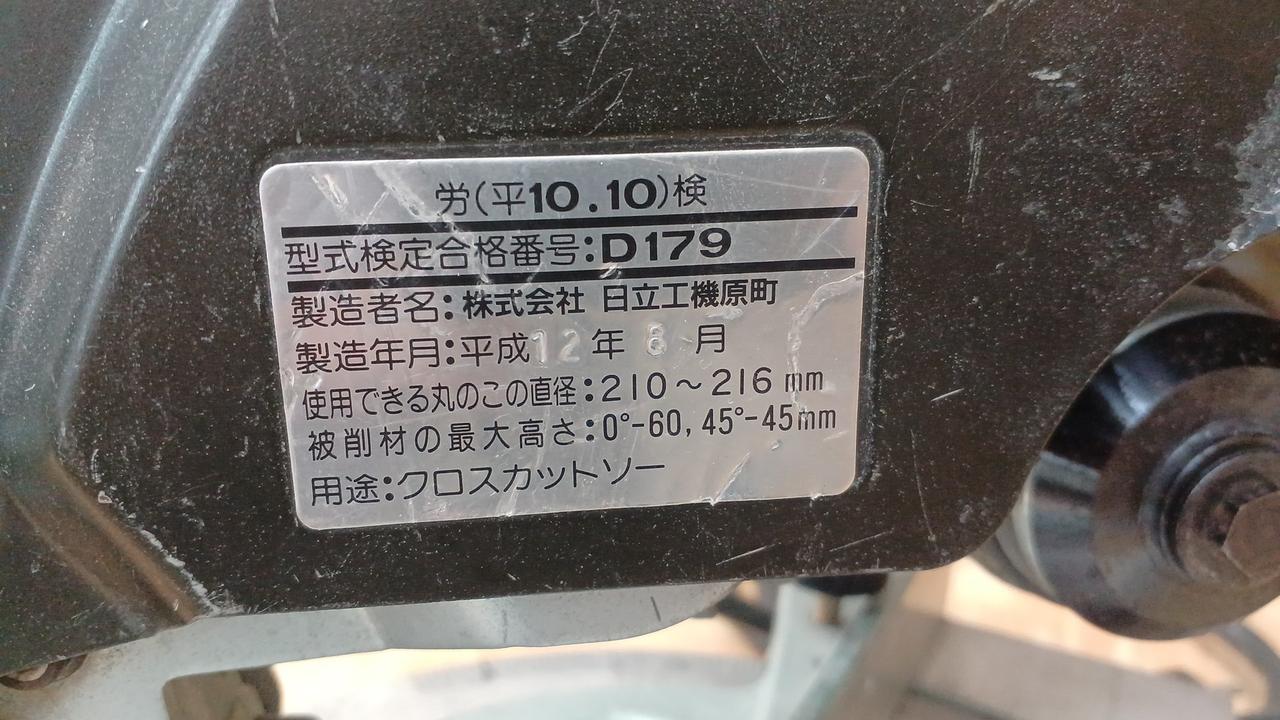 労(平10.10)検
型式検定合格番号:D179
製造者名:株式会社 日立工機原町
製造年月:平成12年 8月
使用できる丸のこの直径:210～216mm
被削材の最大高さ:0°-60,45°-45mm
用途:クロスカットソー